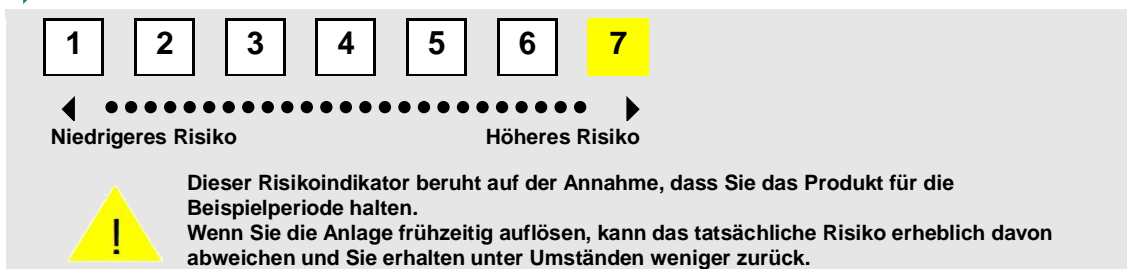 1 2 3 4 5 6 7
Niedrigeres Risiko Höheres Risiko
Dieser Risikoindikator beruht auf der Annahme, dass Sie das Produkt für die
Beispielperiode halten.
!
Wenn Sie die Anlage frühzeitig auflösen, kann das tatsächliche Risiko erheblich davon
abweichen und Sie erhalten unter Umständen weniger zurück.